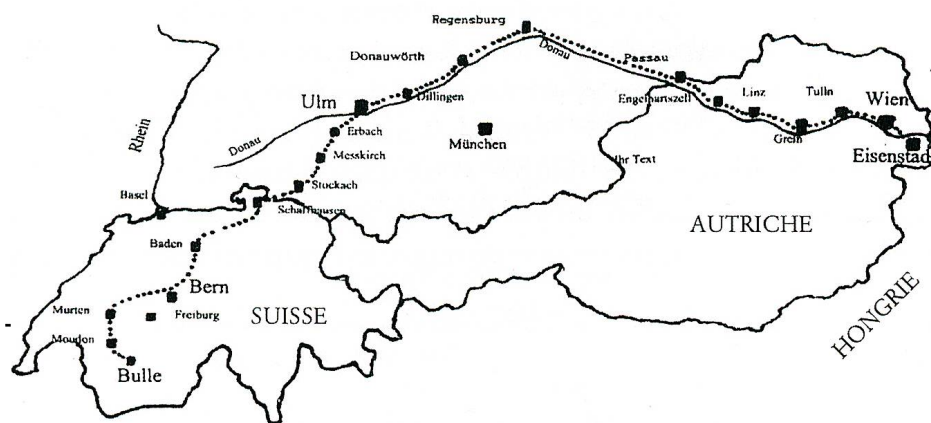 Regensburg
Donauwörth
Donau
Passau
Ulm
Dillingen
Engelhartszell
Linz
Tulln
Wien
Rhein
Donau
Erbach
München
Grein
Eisenstad
Messkirch
Ihr Text
Stockach
Basel
Schaffhausen
Baden
AUTRICHE
Bern
Murten
Freiburg
SUISSE
HONGRIE
Moudon
Bulle